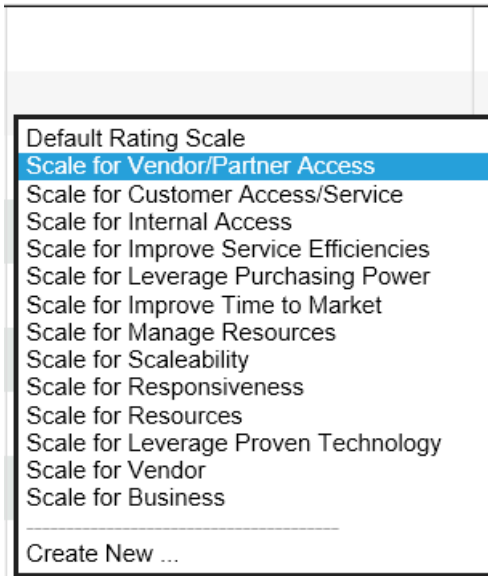 Default Rating Scale
Scale for Vendor/Partner Access
Scale for Customer Access/Service
Scale for Internal Access
Scale for Improve Service Efficiencies
Scale for Leverage Purchasing Power
Scale for Improve Time to Market
Scale for Manage Resources
Scale for Scaleability
Scale for Responsiveness
Scale for Resources
Scale for Leverage Proven Technology
Scale for Vendor
Scale for Business
Create New ...